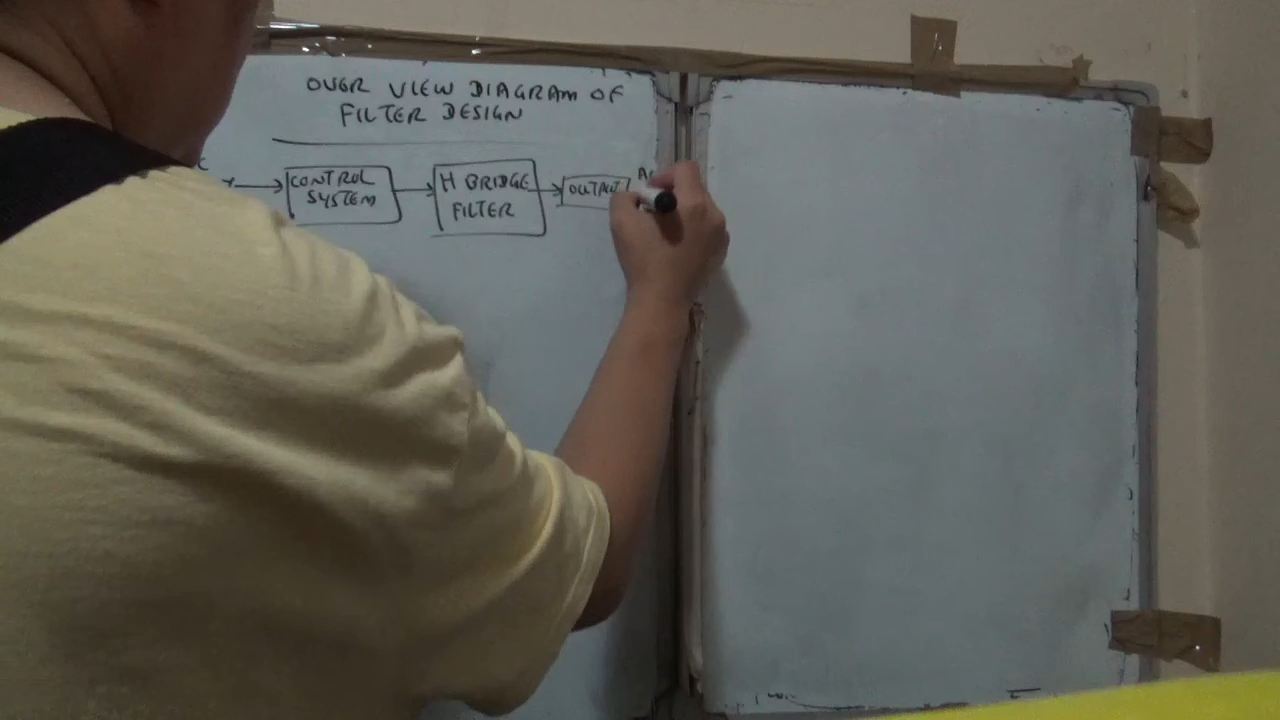 OVER VIEW DIAGRAM OF
FILTER DESIGN
CONTROL
SYSTEM
H BRIDGE
FILTER
OUTPUT